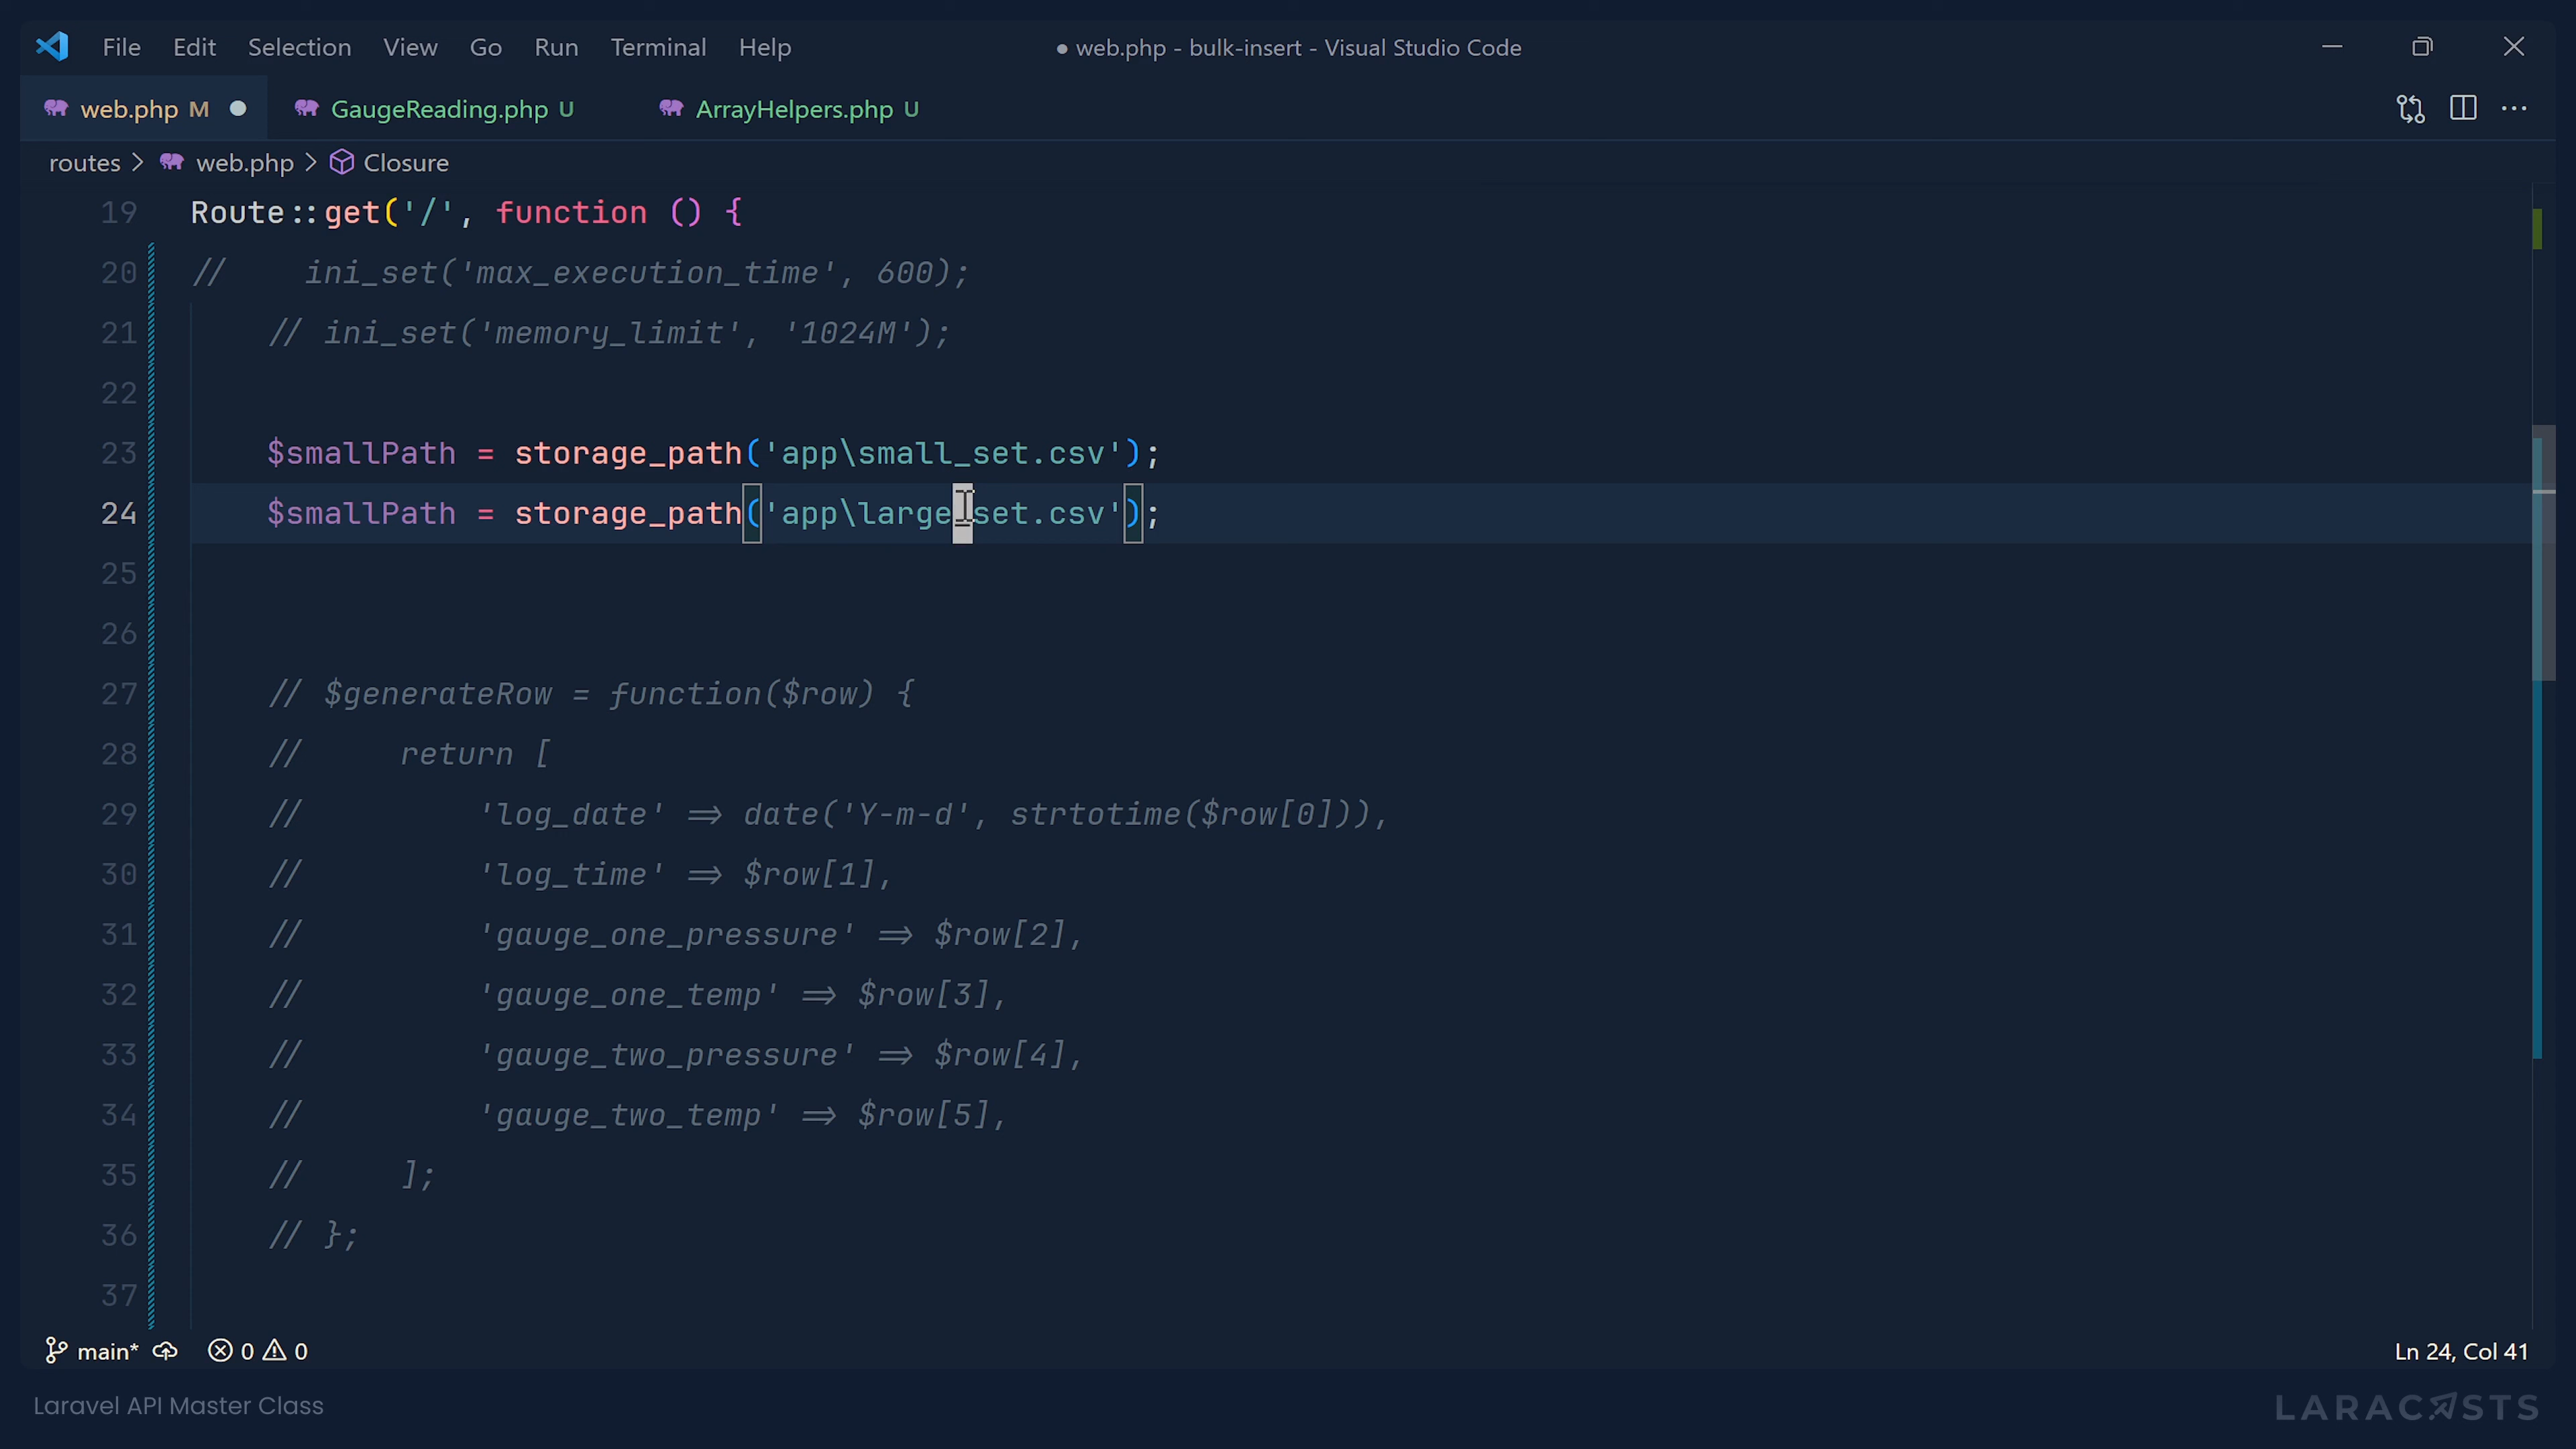 File Edit Selection View Go Run Terminal Help
● web.php - bulk-insert - Visual Studio Code
web.php M ●
GaugeReading.php U
ArrayHelpers.php U
routes > web.php > Closure
19 Route::get('/', function () {
20 //    ini_set('max_execution_time', 600);
21     // ini_set('memory_limit', '1024M');
22
23     $smallPath = storage_path('app\small_set.csv');
24     $smallPath = storage_path('app\large_set.csv');
25
26
27     // $generateRow = function($row) {
28     //     return [
29     //         'log_date' => date('Y-m-d', strtotime($row[0])),
30     //         'log_time' => $row[1],
31     //         'gauge_one_pressure' => $row[2],
32     //         'gauge_one_temp' => $row[3],
33     //         'gauge_two_pressure' => $row[4],
34     //         'gauge_two_temp' => $row[5],
35     //     ];
36     // };
37
main* 0 0
Ln 24, Col 41
Laravel API Master Class
LARACASTS